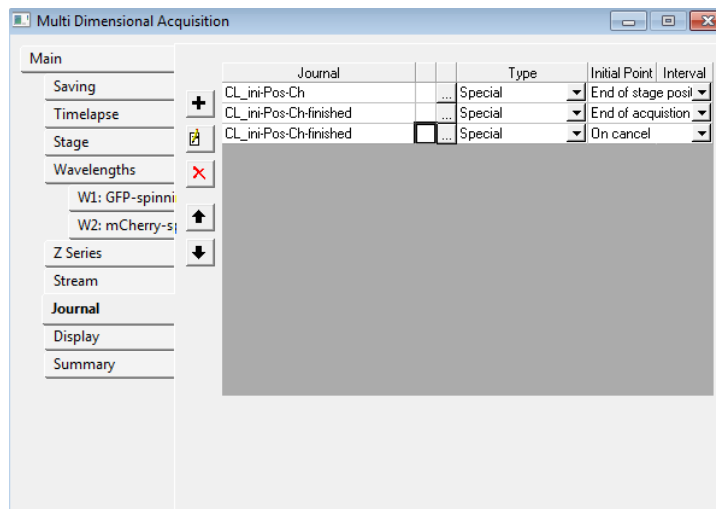 Multi Dimensional Acquisition
Main
Saving
Timelapse
Stage
Wavelengths
W1: GFP-spinni
W2: mCherry-sp
Z Series
Stream
Journal
Display
Summary
Journal Type Initial Point Interval
CL_ini-Pos-Ch ... Special End of stage posit
CL_ini-Pos-Ch-finished ... Special End of acquistion
CL_ini-Pos-Ch-finished ... Special On cancel